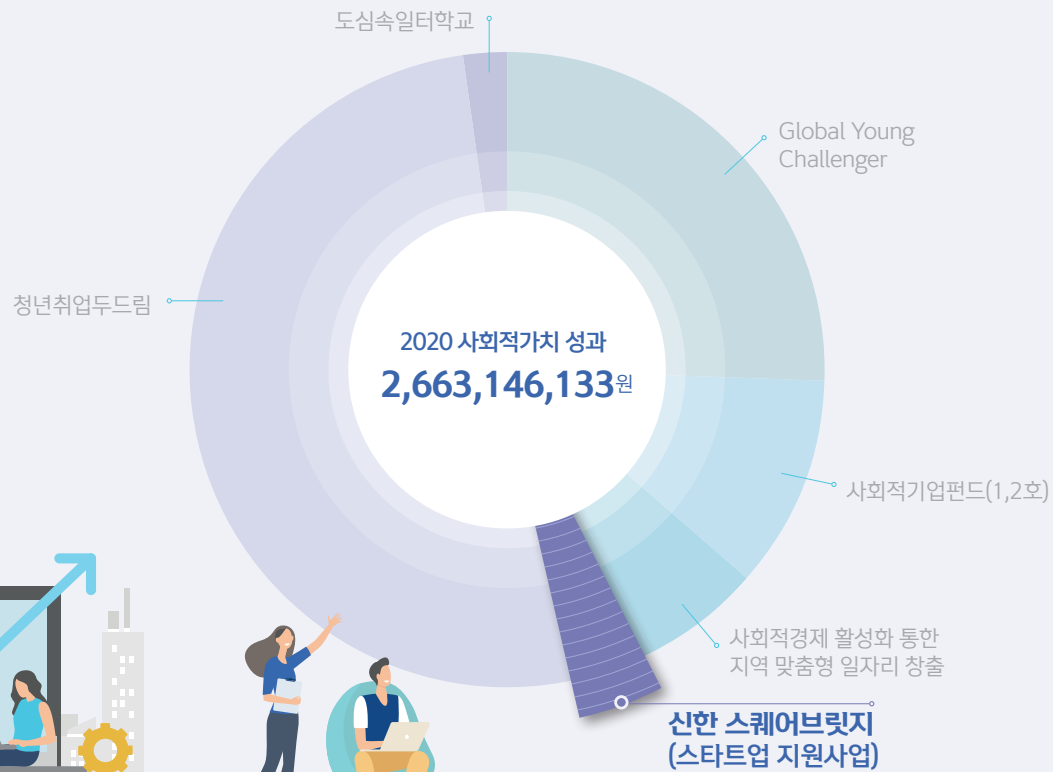 도심속일터학교
Global Young
Challenger
청년취업두드림
2020 사회적가치 성과
2,663,146,133원
사회적기업펀드(1,2호)
사회적경제 활성화 통한
지역 맞춤형 일자리 창출
신한 스퀘어브릿지
(스타트업 지원사업)